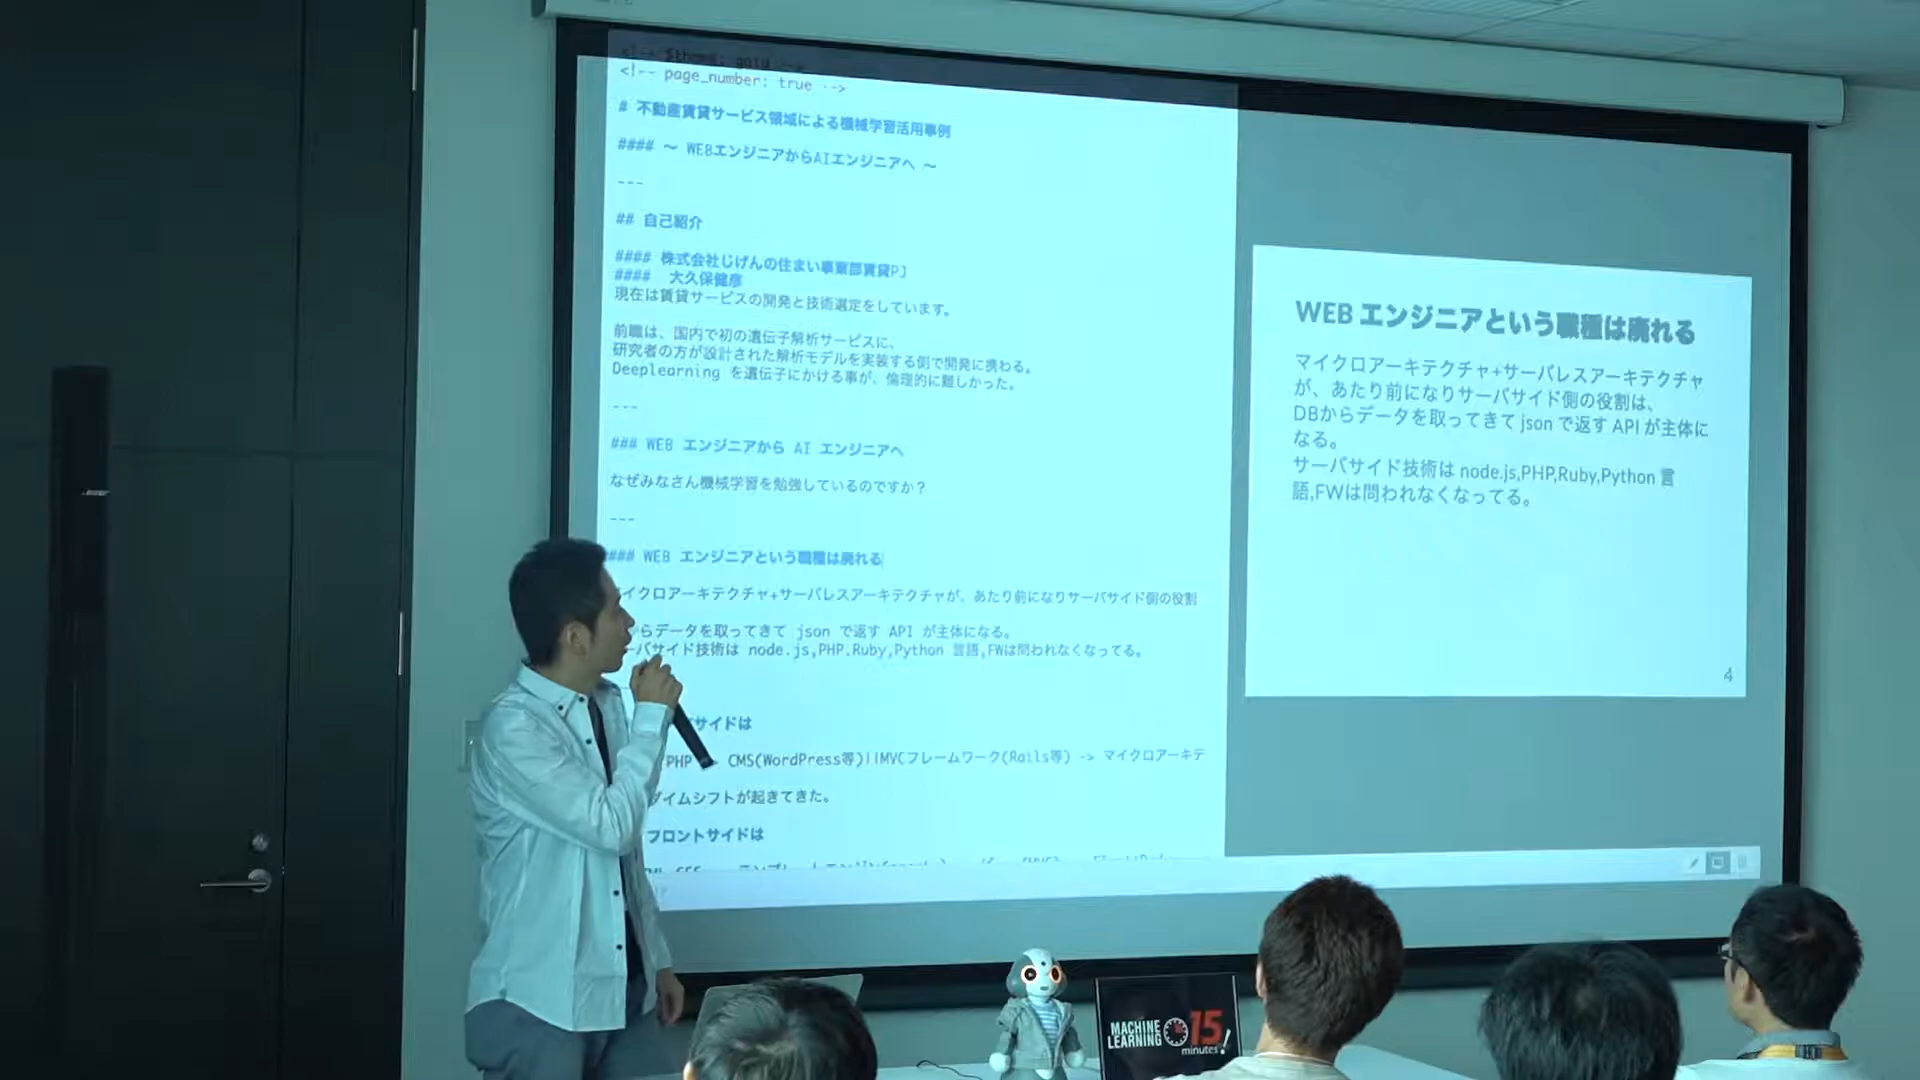 <!-- $theme: gaia -->
<!-- page_number: true -->
# 不動産賃貸サービス領域による機械学習活用事例
#### ～ WEBエンジニアからAIエンジニアへ ～
---
## 自己紹介
#### 株式会社じげんの住まい事業部賃貸PJ
#### 大久保健彦
現在は賃貸サービスの開発と技術選定をしています。
前職は、国内で初の遺伝子解析サービスに、
研究者の方が設計された解析モデルを実装する側で開発に携わる。
Deeplearning を遺伝子にかける事が、倫理的に難しかった。
---
### WEB エンジニアから AI エンジニアへ
なぜみなさん機械学習を勉強しているのですか？
---
### WEB エンジニアという職種は廃れる
イクロアーキテクチャ+サーバレスアーキテクチャが、あたり前になりサーバサイド側の役割
らデータを取ってきて json で返す API が主体になる。
ーバサイド技術は node.js,PHP.Ruby,Python 言語,FWは問われなくなってる。
サイドは
PHP CMS(WordPress等)||MVCフレームワーク(Rails等) -> マイクロアーキテ
ダイムシフトが起きてきた。
フロントサイドは
WEB エンジニアという職種は廃れる
マイクロアーキテクチャ+サーバレスアーキテクチャ
が、あたり前になりサーバサイド側の役割は、
DBからデータを取ってきて json で返す API が主体に
なる。
サーバサイド技術は node.js,PHP,Ruby,Python 言
語,FWは問われなくなってる。
4
BOSE
MACHINE
LEARNING
15
minutes!